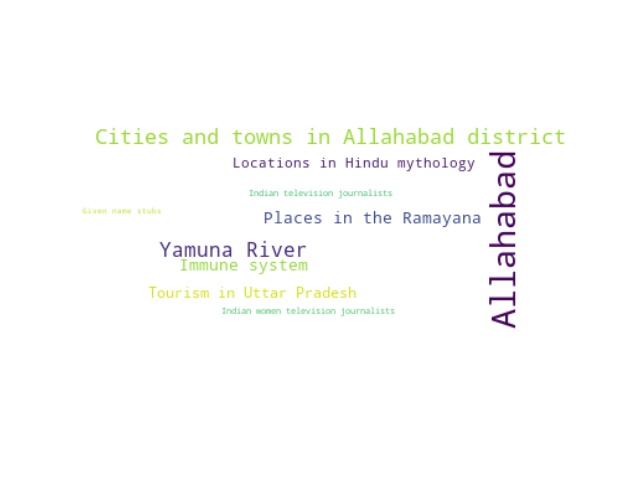 Cities and towns in Allahabad district
Locations in Hindu mythology
Allahabad
Indian television journalists
Given name stubs
Places in the Ramayana
Yamuna River
Immune system
Tourism in Uttar Pradesh
Indian women television journalists